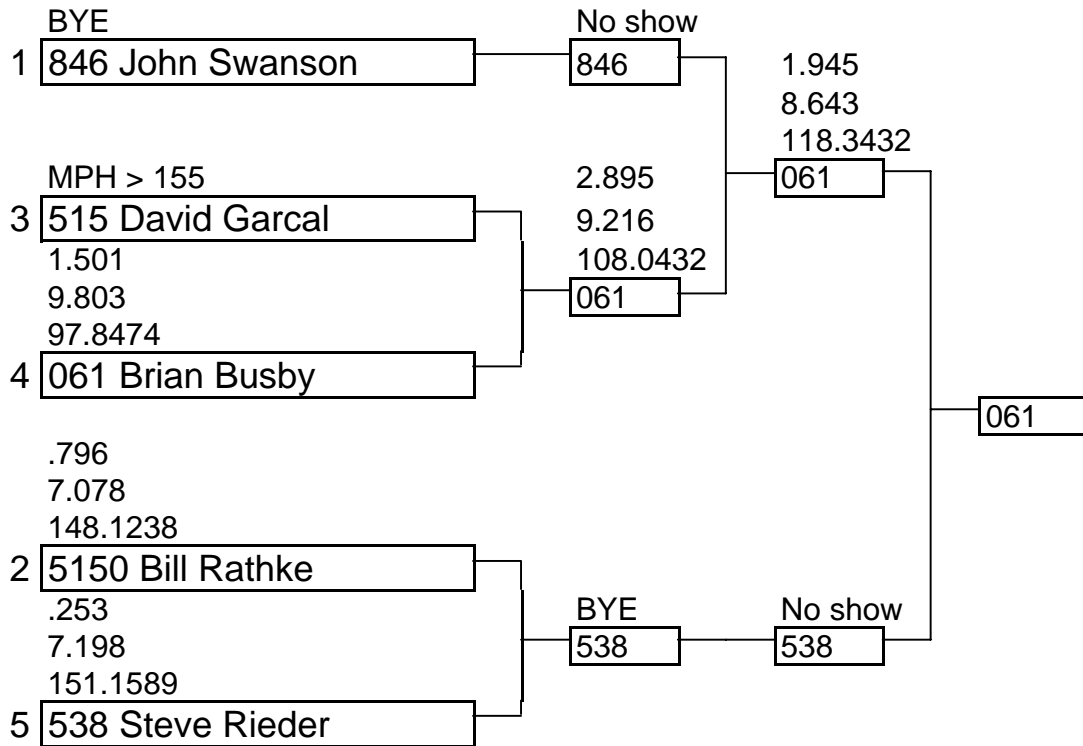 BYE
1 846 John Swanson
MPH > 155
3 515 David Garcal
1.501
9.803
97.8474
4 061 Brian Busby
.796
7.078
148.1238
2 5150 Bill Rathke
.253
7.198
151.1589
5 538 Steve Rieder
No show
846
2.895
9.216
108.0432
061
BYE
538
1.945
8.643
118.3432
061
No show
538
061